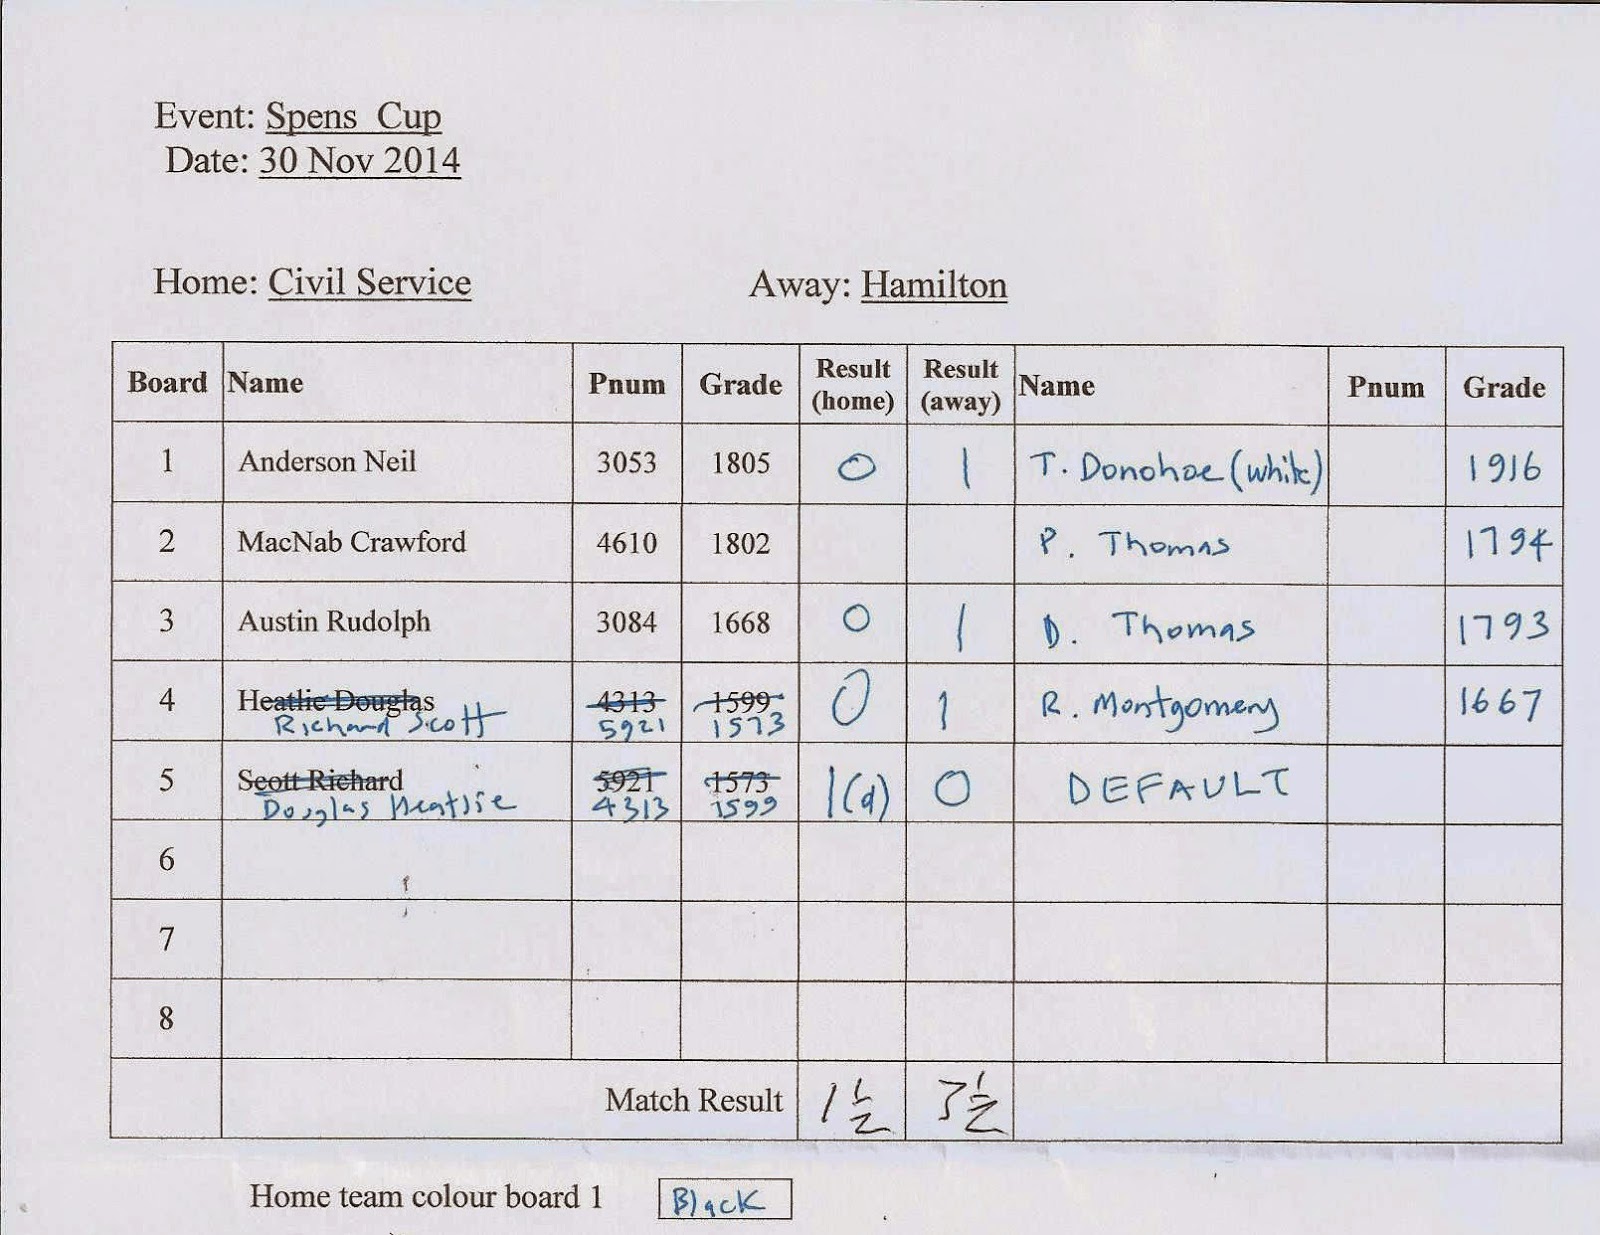 Event: Spens Cup
Date: 30 Nov 2014
Home: Civil Service Away: Hamilton
Board Name Pnum Grade Result (home) Result (away) Name Pnum Grade
1 Anderson Neil 3053 1805 0 1 T. Donohoe (white) 1916
2 MacNab Crawford 4610 1802 P. Thomas 1794
3 Austin Rudolph 3084 1668 0 1 D. Thomas 1793
4 Heatlie Douglas 4313 1599 0 1 R. Montgomery 1667
Richard Scott 5921 1573
5 Scott Richard 5921 1573 1(d) 0 DEFAULT
Douglas Heatlie 4313 1599
6
7
8
Match Result 1 1/2 3 1/2
Home team colour board 1 Black